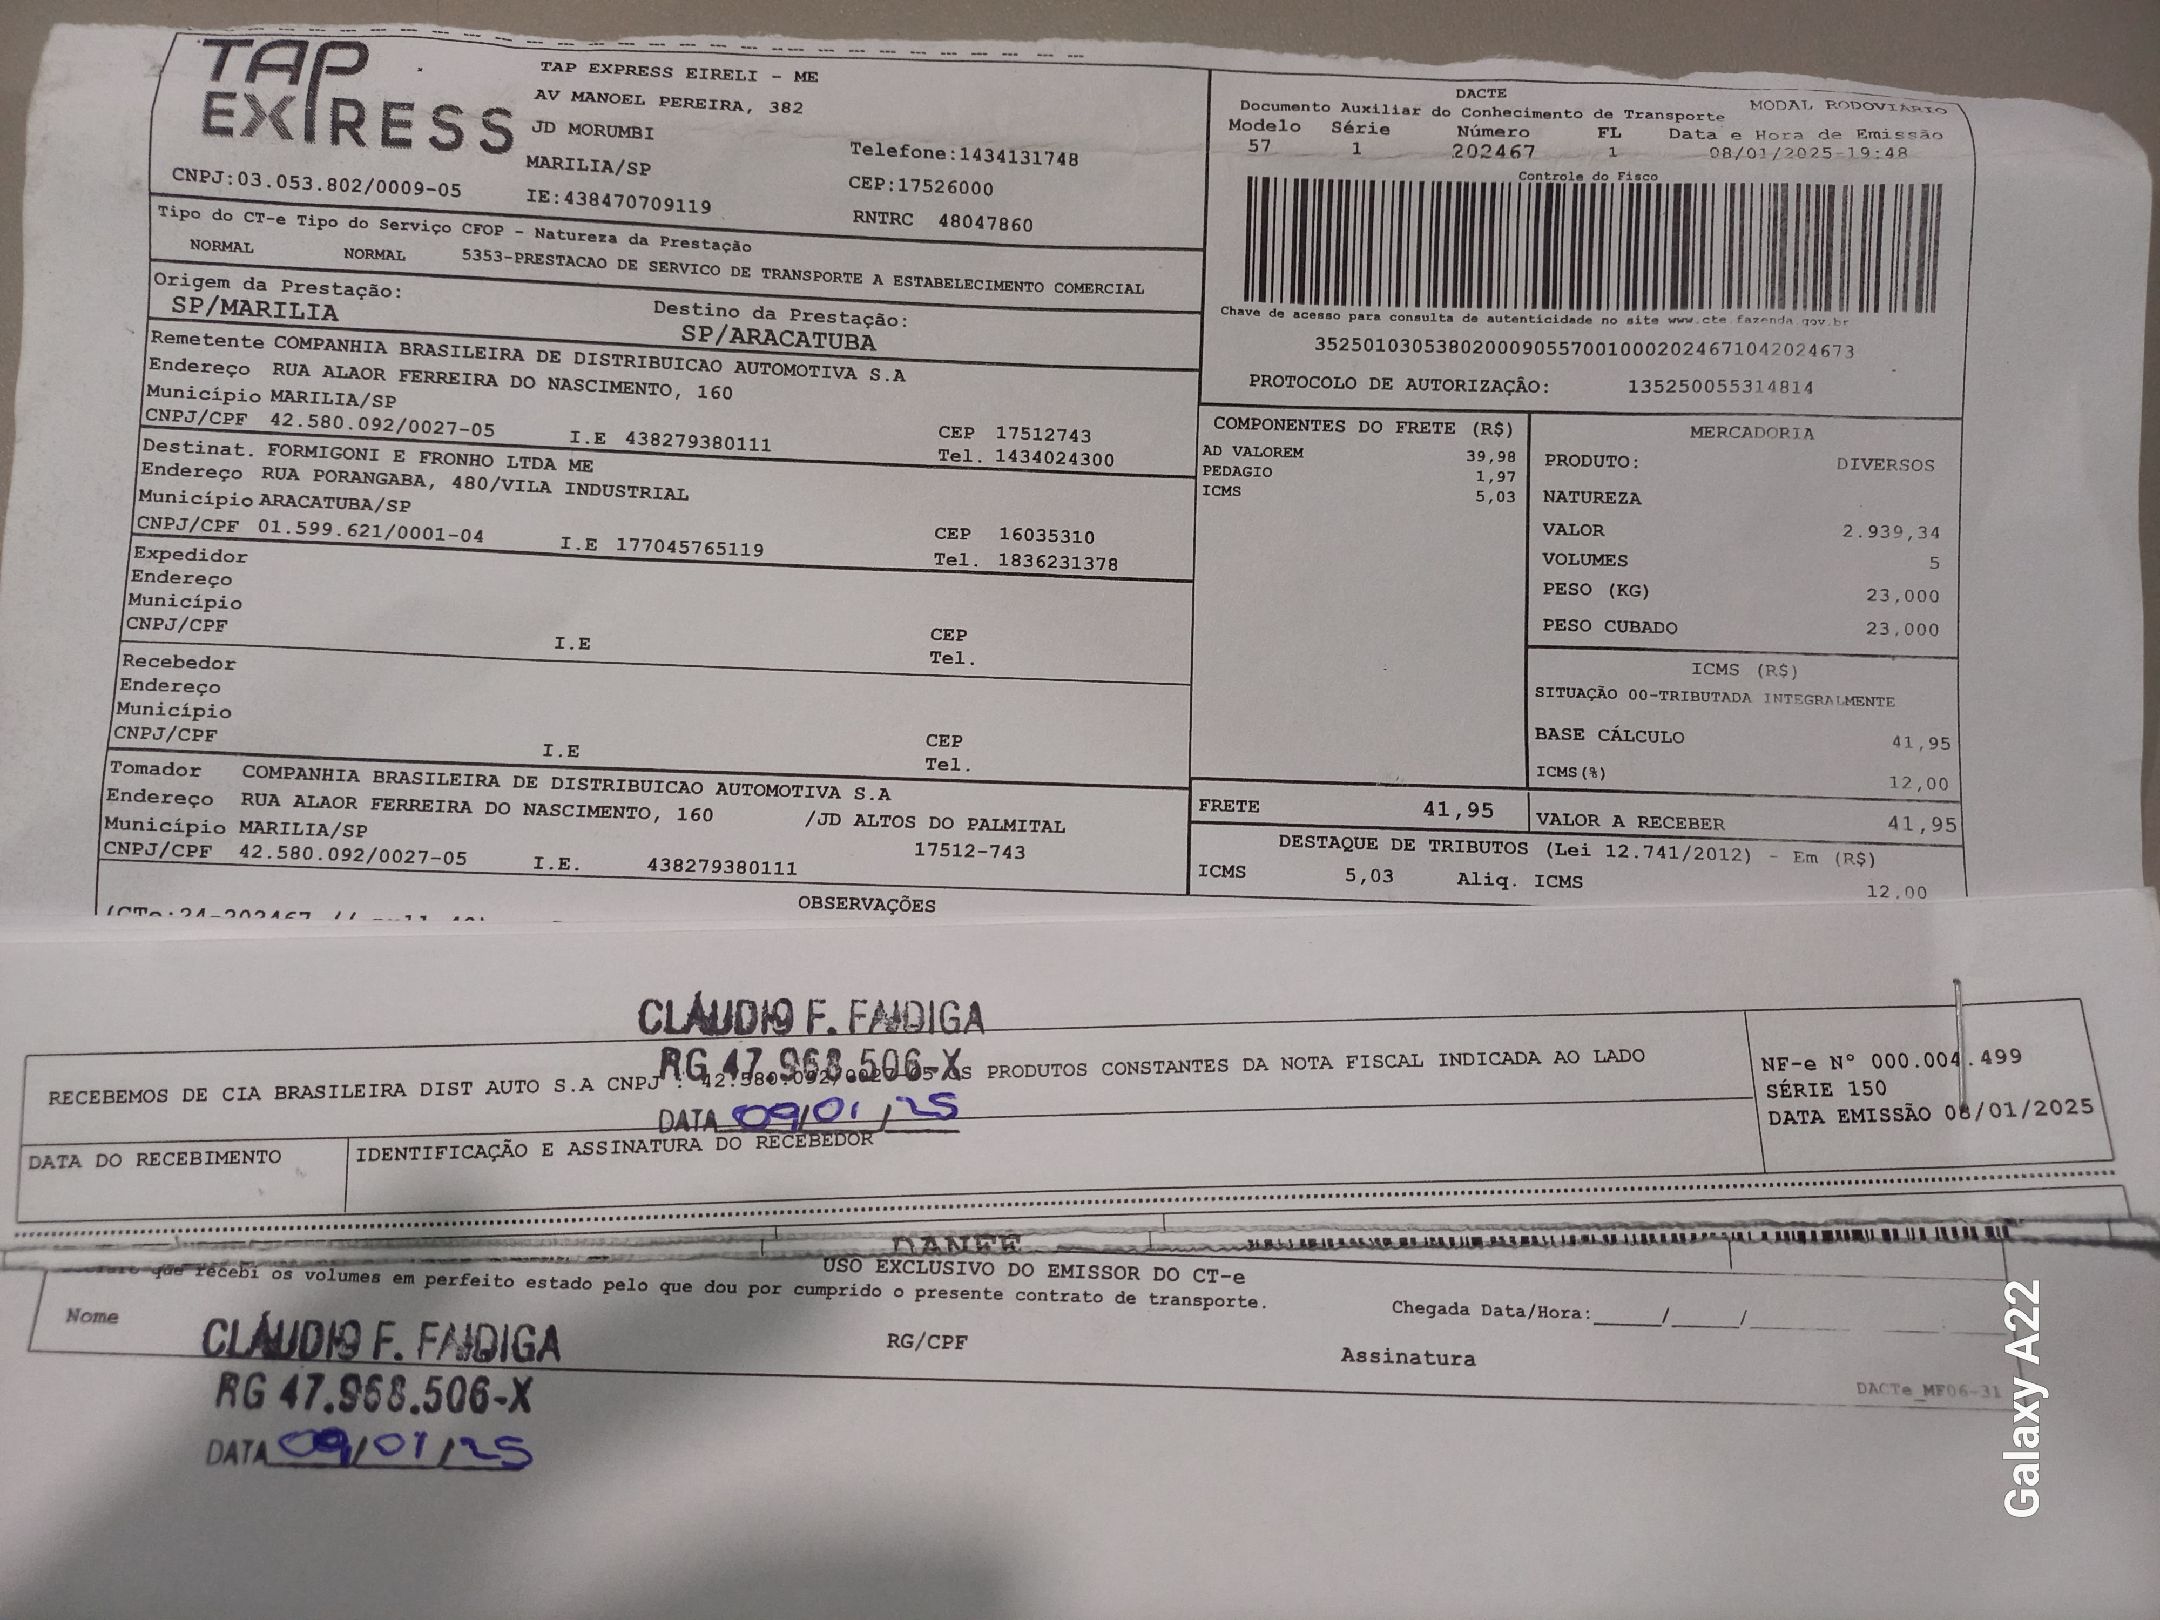 TAP EXPRESS
TAP EXPRESS EIRELI - ME
AV MANOEL PEREIRA, 382
JD MORUMBI
MARILIA/SP
Telefone:1434131748
CEP:17526000
CNPJ:03.053.802/0009-05
IE:438470709119
RNTRC 48047860
DACTE
Documento Auxiliar do Conhecimento de Transporte
MODAL RODOVIÁRIO
Modelo Série Número FL Data e Hora de Emissão
57 1 202467 1 08/01/2025-19:48
Controle do Fisco
Chave de acesso para consulta de autenticidade no site www.cte.fazenda.gov.br
35250103053802000905570010002024671042024673
PROTOCOLO DE AUTORIZAÇÃO: 135250055314814
Tipo do CT-e Tipo do Serviço CFOP - Natureza da Prestação
NORMAL NORMAL 5353-PRESTACAO DE SERVICO DE TRANSPORTE A ESTABELECIMENTO COMERCIAL
Origem da Prestação: Destino da Prestação:
SP/MARILIA SP/ARACATUBA
Remetente COMPANHIA BRASILEIRA DE DISTRIBUICAO AUTOMOTIVA S.A
Endereço RUA ALAOR FERREIRA DO NASCIMENTO, 160
Município MARILIA/SP CEP 17512743
CNPJ/CPF 42.580.092/0027-05 I.E 438279380111 Tel. 1434024300
Destinat. FORMIGONI E FRONHO LTDA ME
Endereço RUA PORANGABA, 480/VILA INDUSTRIAL
Município ARACATUBA/SP CEP 16035310
CNPJ/CPF 01.599.621/0001-04 I.E 177045765119 Tel. 1836231378
Expedidor
Endereço
Município CEP
CNPJ/CPF I.E Tel.
Recebedor
Endereço
Município CEP
CNPJ/CPF I.E Tel.
Tomador COMPANHIA BRASILEIRA DE DISTRIBUICAO AUTOMOTIVA S.A
Endereço RUA ALAOR FERREIRA DO NASCIMENTO, 160 /JD ALTOS DO PALMITAL
Município MARILIA/SP 17512-743
CNPJ/CPF 42.580.092/0027-05 I.E. 438279380111
COMPONENTES DO FRETE (R$)
AD VALOREM 39,98
PEDAGIO 1,97
ICMS 5,03
MERCADORIA
PRODUTO: DIVERSOS
NATUREZA
VALOR 2.939,34
VOLUMES 5
PESO (KG) 23,000
PESO CUBADO 23,000
ICMS (R$)
SITUAÇÃO 00-TRIBUTADA INTEGRALMENTE
BASE CÁLCULO 41,95
ICMS(%) 12,00
FRETE 41,95
VALOR A RECEBER 41,95
DESTAQUE DE TRIBUTOS (Lei 12.741/2012) - Em (R$)
ICMS 5,03 Aliq. ICMS 12,00
OBSERVAÇÕES
CLÁUDIO F. FAIDIGA
RG 47.968.506-X
DATA 09/01/25
RECEBEMOS DE CIA BRASILEIRA DIST AUTO S.A CNPJ : 42.580.092/0027-05 OS PRODUTOS CONSTANTES DA NOTA FISCAL INDICADA AO LADO
NF-e Nº 000.004.499
SÉRIE 150
DATA EMISSÃO 08/01/2025
DATA DO RECEBIMENTO
IDENTIFICAÇÃO E ASSINATURA DO RECEBEDOR
DANFE
USO EXCLUSIVO DO EMISSOR DO CT-e
que recebi os volumes em perfeito estado pelo que dou por cumprido o presente contrato de transporte.
Chegada Data/Hora:_____/_____/
Nome
RG/CPF
Assinatura
CLÁUDIO F. FAIDIGA
RG 47.968.506-X
DATA 09/01/25
DACTe_MF06-31
Galaxy A22